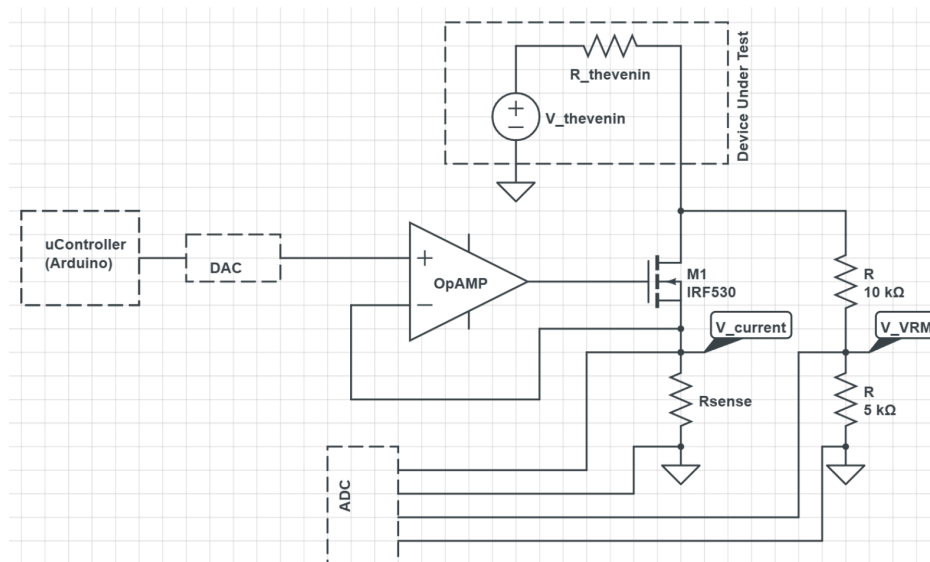 R_thevenin
V_thevenin
Device Under Test
uController
(Arduino)
DAC
+
−
OpAMP
M1
IRF530
R
10 kΩ
V_current
V_VRM
Rsense
R
5 kΩ
ADC